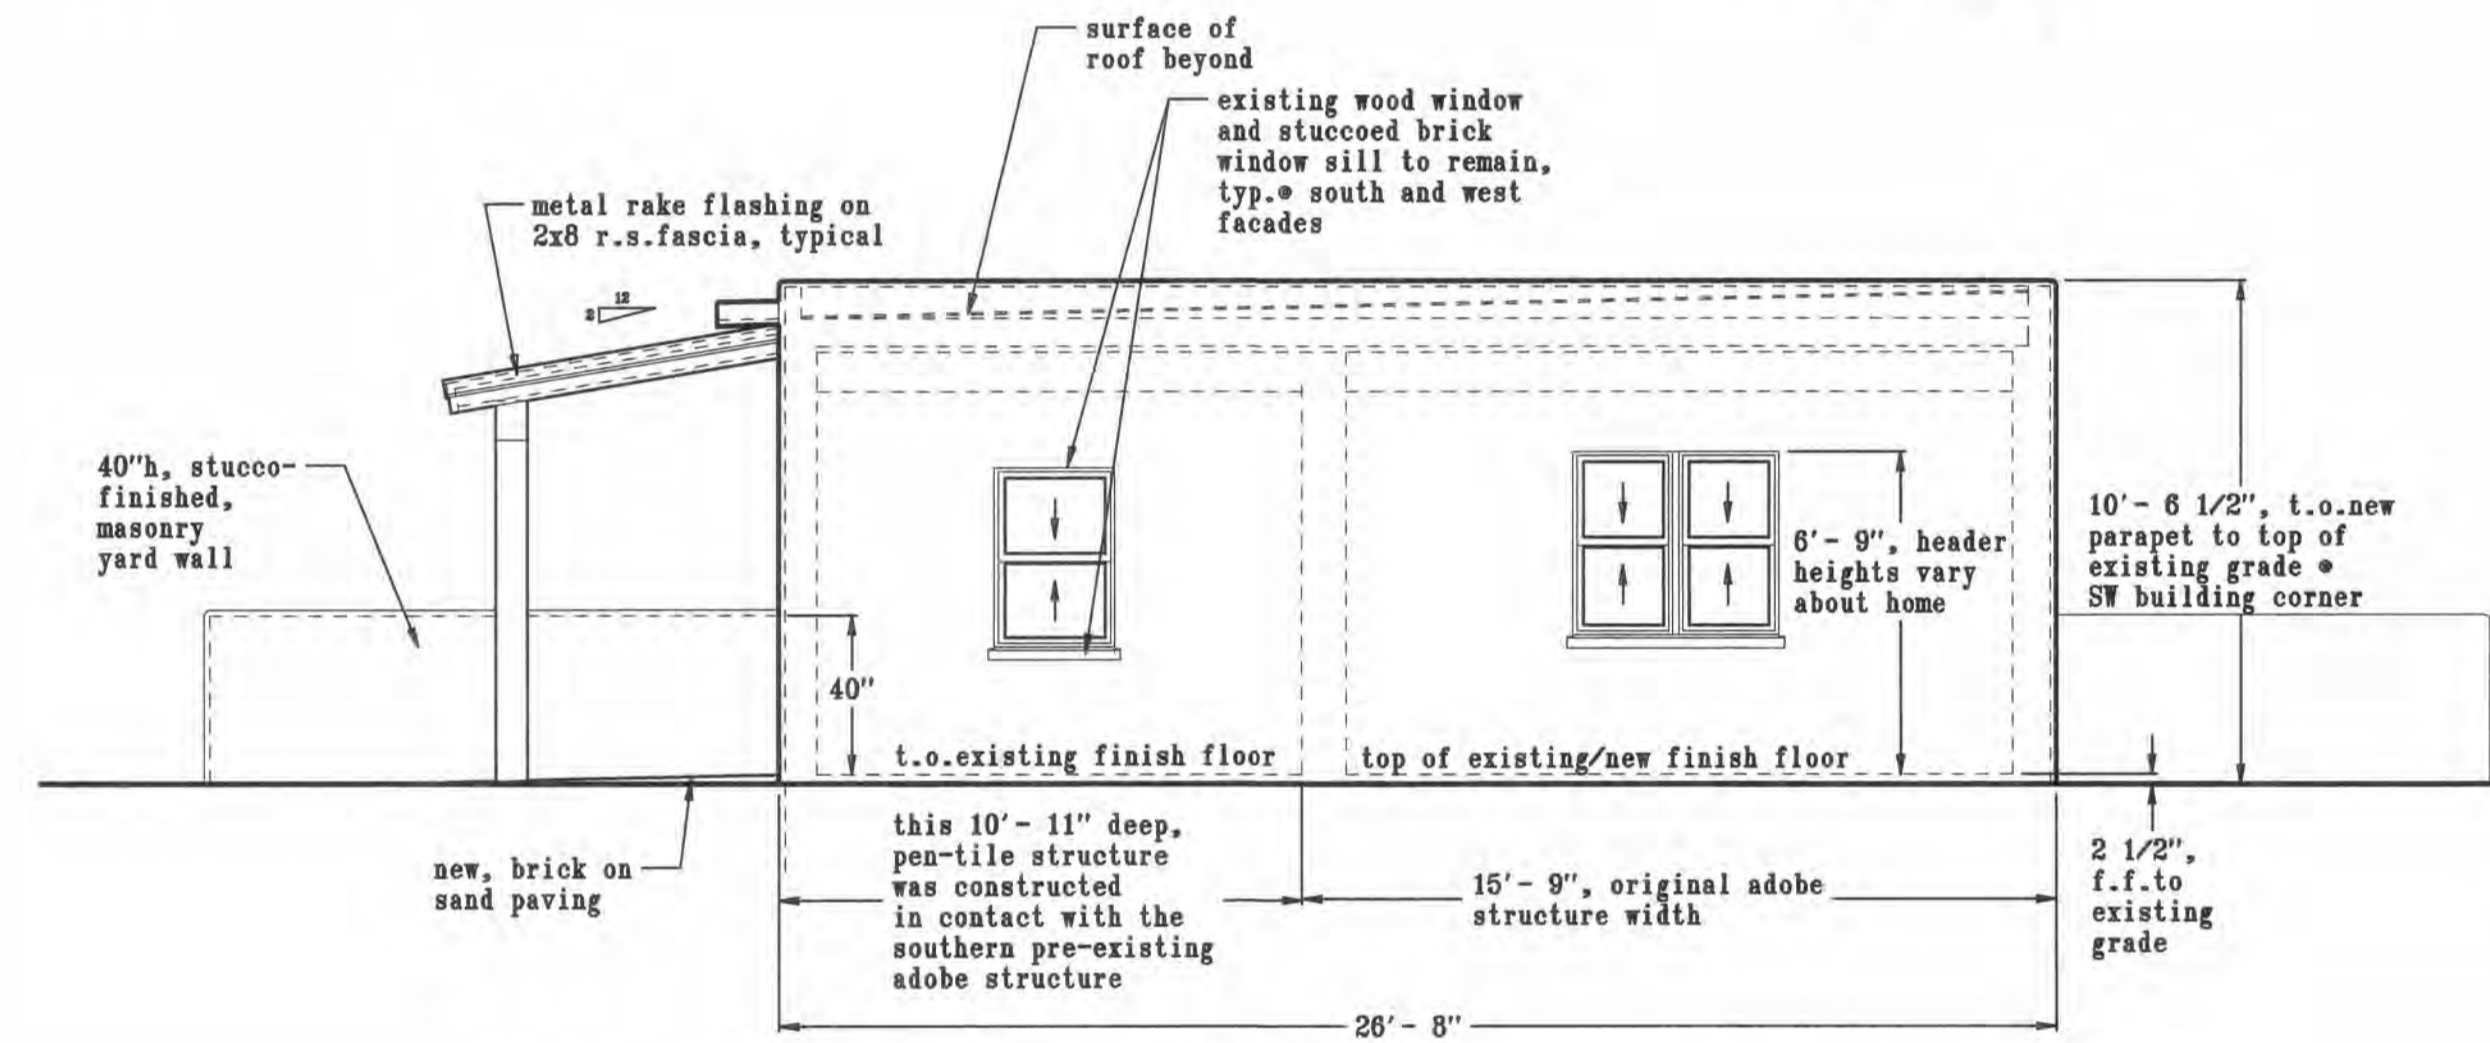 surface of
roof beyond
existing wood window
and stuccoed brick
window sill to remain,
typ.@ south and west
facades
metal rake flashing on
2x8 r.s.fascia, typical
12
2
40"h, stucco-
finished,
masonry
yard wall
6'- 9", header
heights vary
about home
10'- 6 1/2", t.o.new
parapet to top of
existing grade @
SW building corner
40"
t.o.existing finish floor
top of existing/new finish floor
new, brick on
sand paving
this 10'- 11" deep,
pen-tile structure
was constructed
in contact with the
southern pre-existing
adobe structure
15'- 9", original adobe
structure width
2 1/2",
f.f.to
existing
grade
26'- 8"